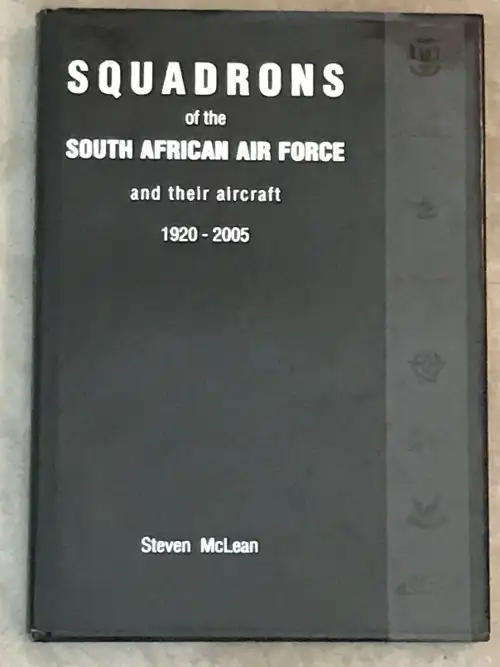 SQUADRONS
of the
SOUTH AFRICAN AIR FORCE
and their aircraft
1920 - 2005
Steven McLean